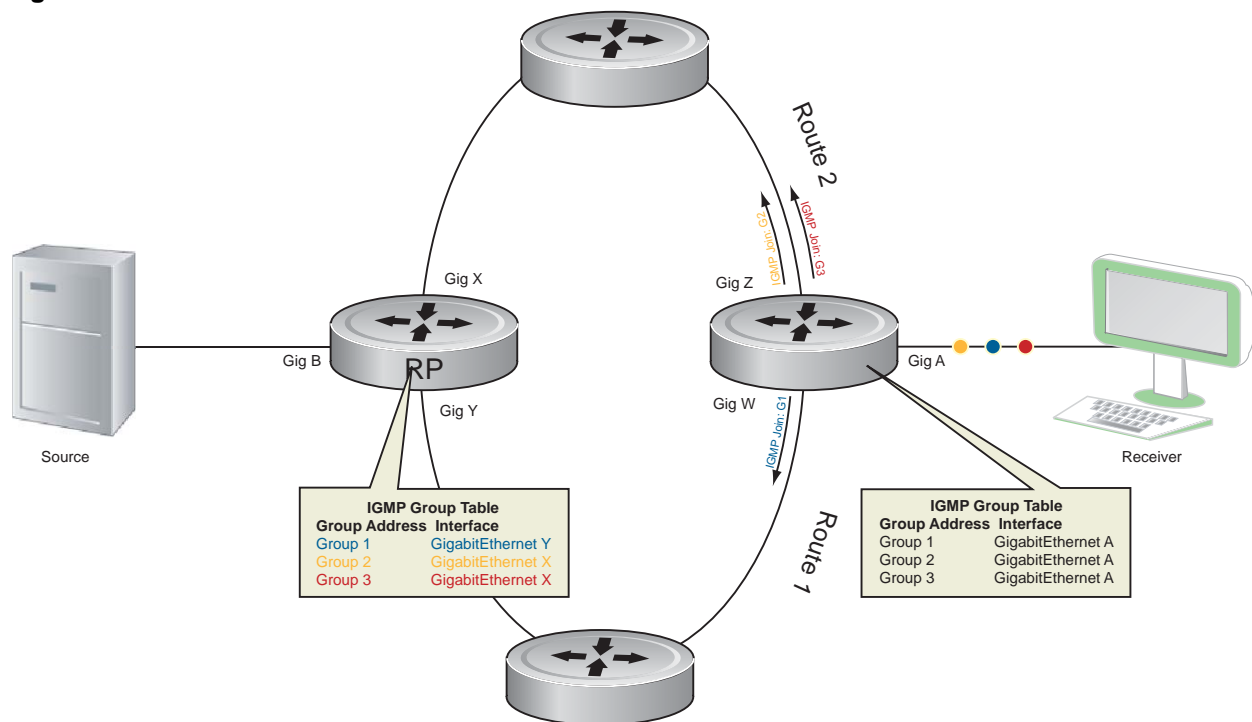 Route 2
IGMP Join: G2
IGMP Join: G3
Gig X
Gig Z
Gig B
RP
Gig A
Gig Y
Gig W
IGMP Join: G1
Source
Receiver
IGMP Group Table
Group Address Interface
Group 1 GigabitEthernet Y
Group 2 GigabitEthernet X
Group 3 GigabitEthernet X
Route 1
IGMP Group Table
Group Address Interface
Group 1 GigabitEthernet A
Group 2 GigabitEthernet A
Group 3 GigabitEthernet A